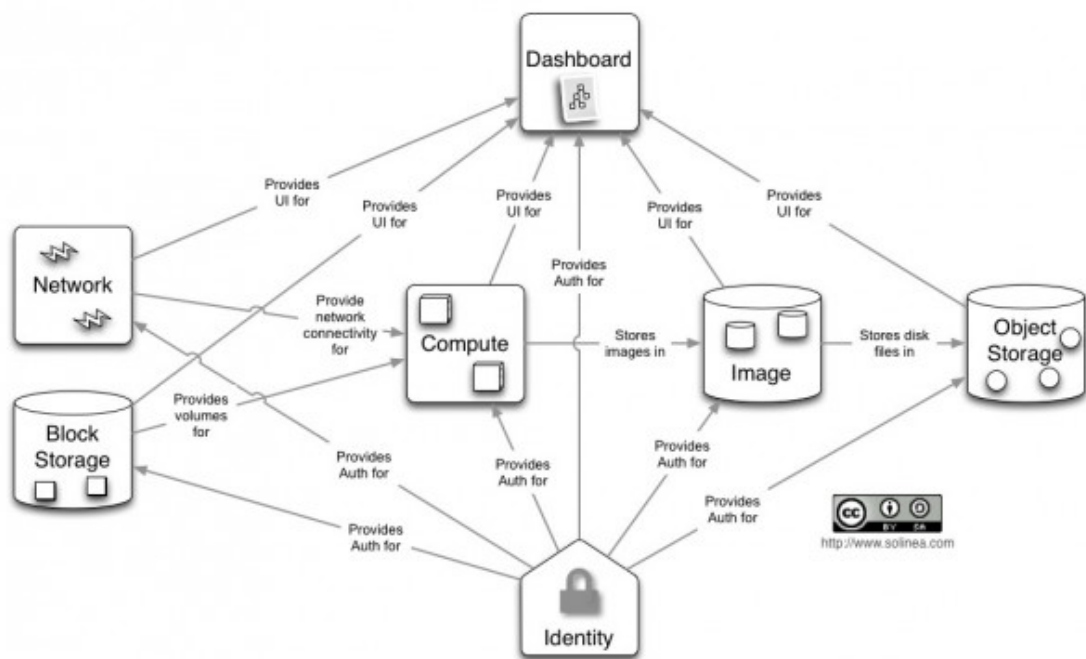 Dashboard
Provides
UI for
Provides
UI for
Provides
UI for
Provides
UI for
Provides
UI for
Network
Provides
Auth for
Provide
network
connectivity
for
Compute
Stores
images in
Image
Stores disk
files in
Object
Storage
Block
Storage
Provides
volumes
for
Provides
Auth for
Provides
Auth for
Provides
Auth for
Provides
Auth for
Provides
Auth for
cc
BY SA
http://www.solinea.com
Identity